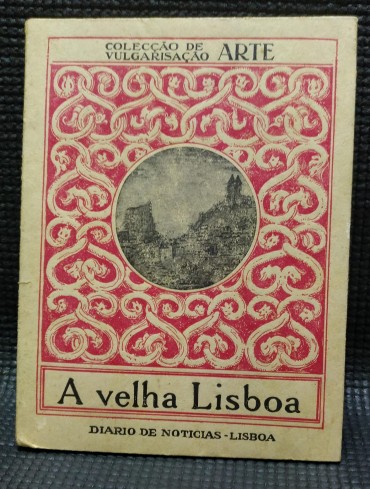 COLECÇÃO DE
VULGARISAÇÃO ARTE
A velha Lisboa
DIARIO DE NOTICIAS - LISBOA